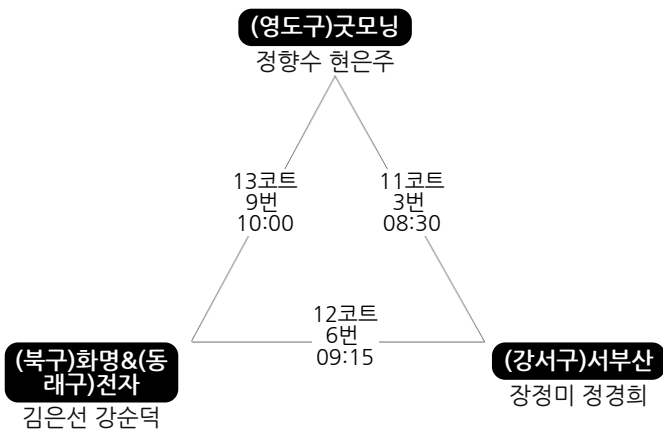 (영도구)굿모닝
정향수 현은주
13코트
9번
10:00
11코트
3번
08:30
12코트
6번
09:15
(북구)화명&(동
래구)전자
김은선 강순덕
(강서구)서부산
장정미 정경희